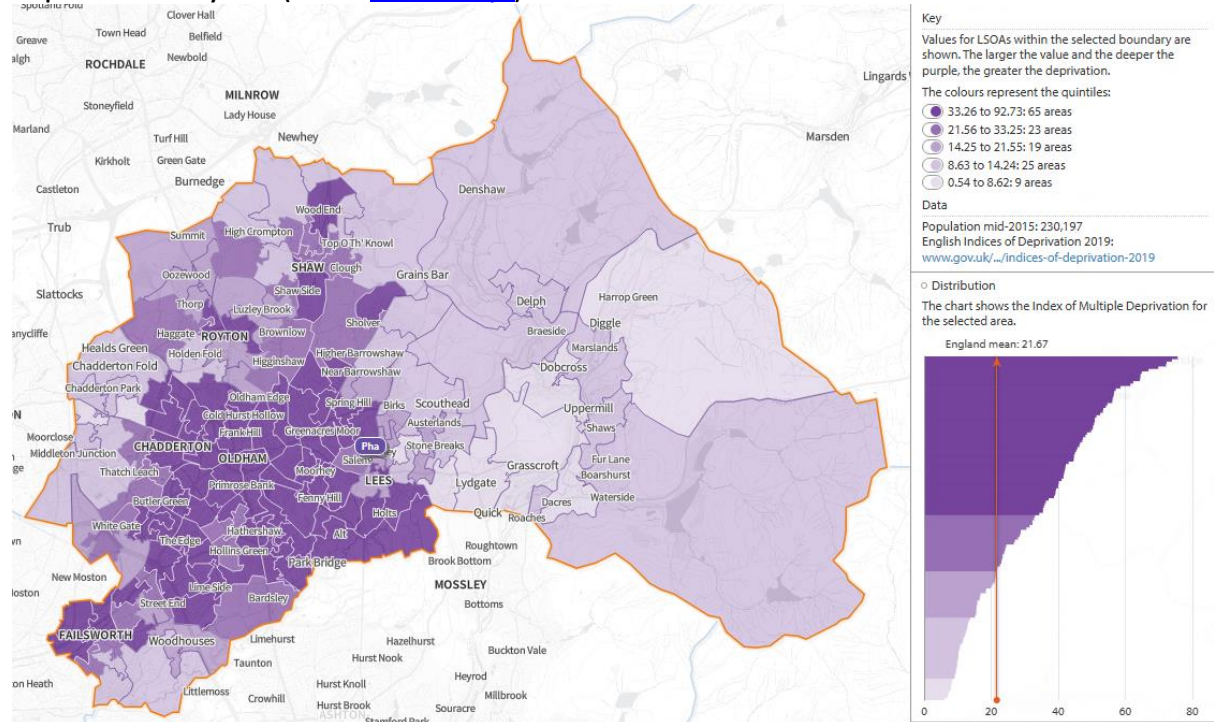 Clover Hall
Greave
Town Head
Belfield
Newbold
ROCHDALE
Lingards
MILNROW
Stoneyfield
Lady House
Marland
Turf Hill
Newhey
Marsden
Kirkholt
Green Gate
Castleton
Burnedge
Denshaw
Wood End
Trub
Summit
High Crompton
Top O Th' Knowl
SHAW
Clough
Oozewood
Grains Bar
Slattocks
Shaw Side
Thorp
Delph
Harrop Green
Luzley Brook
Sholver
Diggle
Haggate
ROYTON
Brownlow
Braeside
Healds Green
Holden Fold
Higher Barrowshaw
Marslands
Chadderton Fold
Higginshaw
Near Barrowshaw
Dobcross
Chadderton Park
Oldham Edge
Spring Hill
Birks
Scouthead
Cold Hurst Hollow
Uppermill
Moorclose
Frank Hill
Greenacres Moor
Austerlands
Shaws
Middleton Junction
CHADDERTON
Pha
Stone Breaks
OLDHAM
Salem
Fur Lane
Thatch Leach
Moorhey
Grasscroft
Boarshurst
Primrose Bank
LEES
Lydgate
Butler Green
Fenny Hill
Dacres
Waterside
White Gate
Holts
Quick
Roaches
Hathershaw
Alt
The Edge
Hollins Green
Roughtown
Park Bridge
Brook Bottom
New Moston
MOSSLEY
Lime Side
Street End
Bardsley
Bottoms
FAILSWORTH
Woodhouses
Limehurst
Hazelhurst
Buckton Vale
Taunton
Hurst Nook
Littlemoss
Crowhill
Hurst Knoll
Heyrod
Millbrook
Hurst Brook
Souracre
ASHTON
Stamford Park
Key
Values for LSOAs within the selected boundary are
shown. The larger the value and the deeper the
purple, the greater the deprivation.
The colours represent the quintiles:
33.26 to 92.73: 65 areas
21.56 to 33.25: 23 areas
14.25 to 21.55: 19 areas
8.63 to 14.24: 25 areas
0.54 to 8.62: 9 areas
Data
Population mid-2015: 230,197
English Indices of Deprivation 2019:
www.gov.uk/.../indices-of-deprivation-2019
Distribution
The chart shows the Index of Multiple Deprivation for
the selected area.
England mean: 21.67
0 20 40 60 80